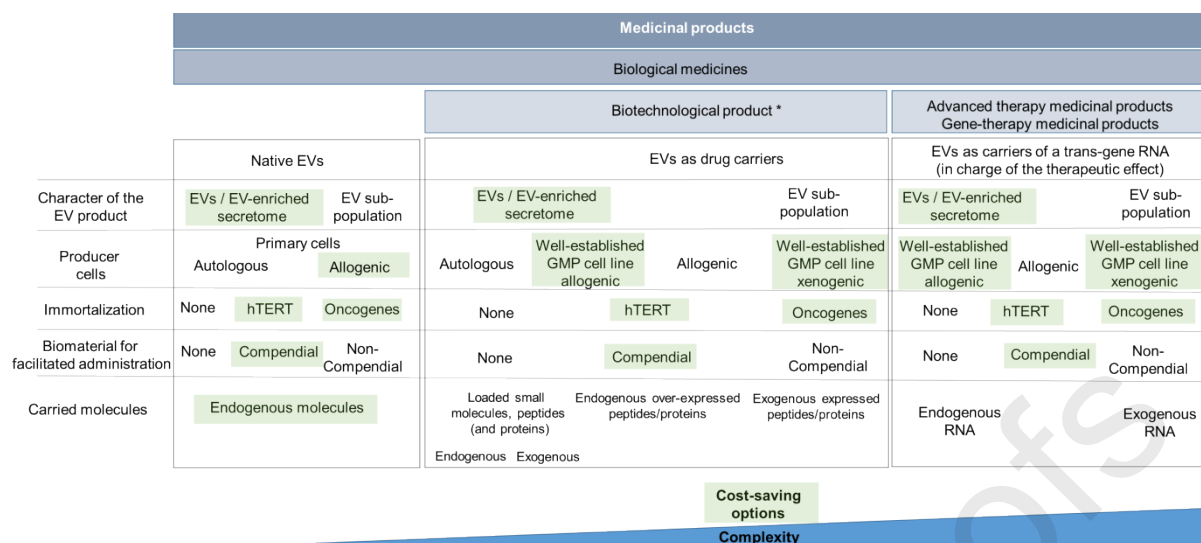 Medicinal products
Biological medicines
Biotechnological product *
Advanced therapy medicinal products
Gene-therapy medicinal products
Native EVs
EVs as drug carriers
EVs as carriers of a trans-gene RNA
(in charge of the therapeutic effect)
Character of the
EV product
EVs / EV-enriched
secretome
EV sub-
population
EVs / EV-enriched
secretome
EV sub-
population
EVs / EV-enriched
secretome
EV sub-
population
Producer
cells
Primary cells
Autologous
Allogenic
Autologous
Well-established
GMP cell line
allogenic
Allogenic
Well-established
GMP cell line
xenogenic
Well-established
GMP cell line
allogenic
Allogenic
Well-established
GMP cell line
xenogenic
Immortalization
None
hTERT
Oncogenes
None
hTERT
Oncogenes
None
hTERT
Oncogenes
Biomaterial for
facilitated administration
None
Compendial
Non-
Compendial
None
Compendial
Non-
Compendial
None
Compendial
Non-
Compendial
Carried molecules
Endogenous molecules
Loaded small
molecules, peptides
(and proteins)
Endogenous Exogenous
Endogenous over-expressed
peptides/proteins
Exogenous expressed
peptides/proteins
Endogenous
RNA
Exogenous
RNA
Cost-saving
options
Complexity
ofs